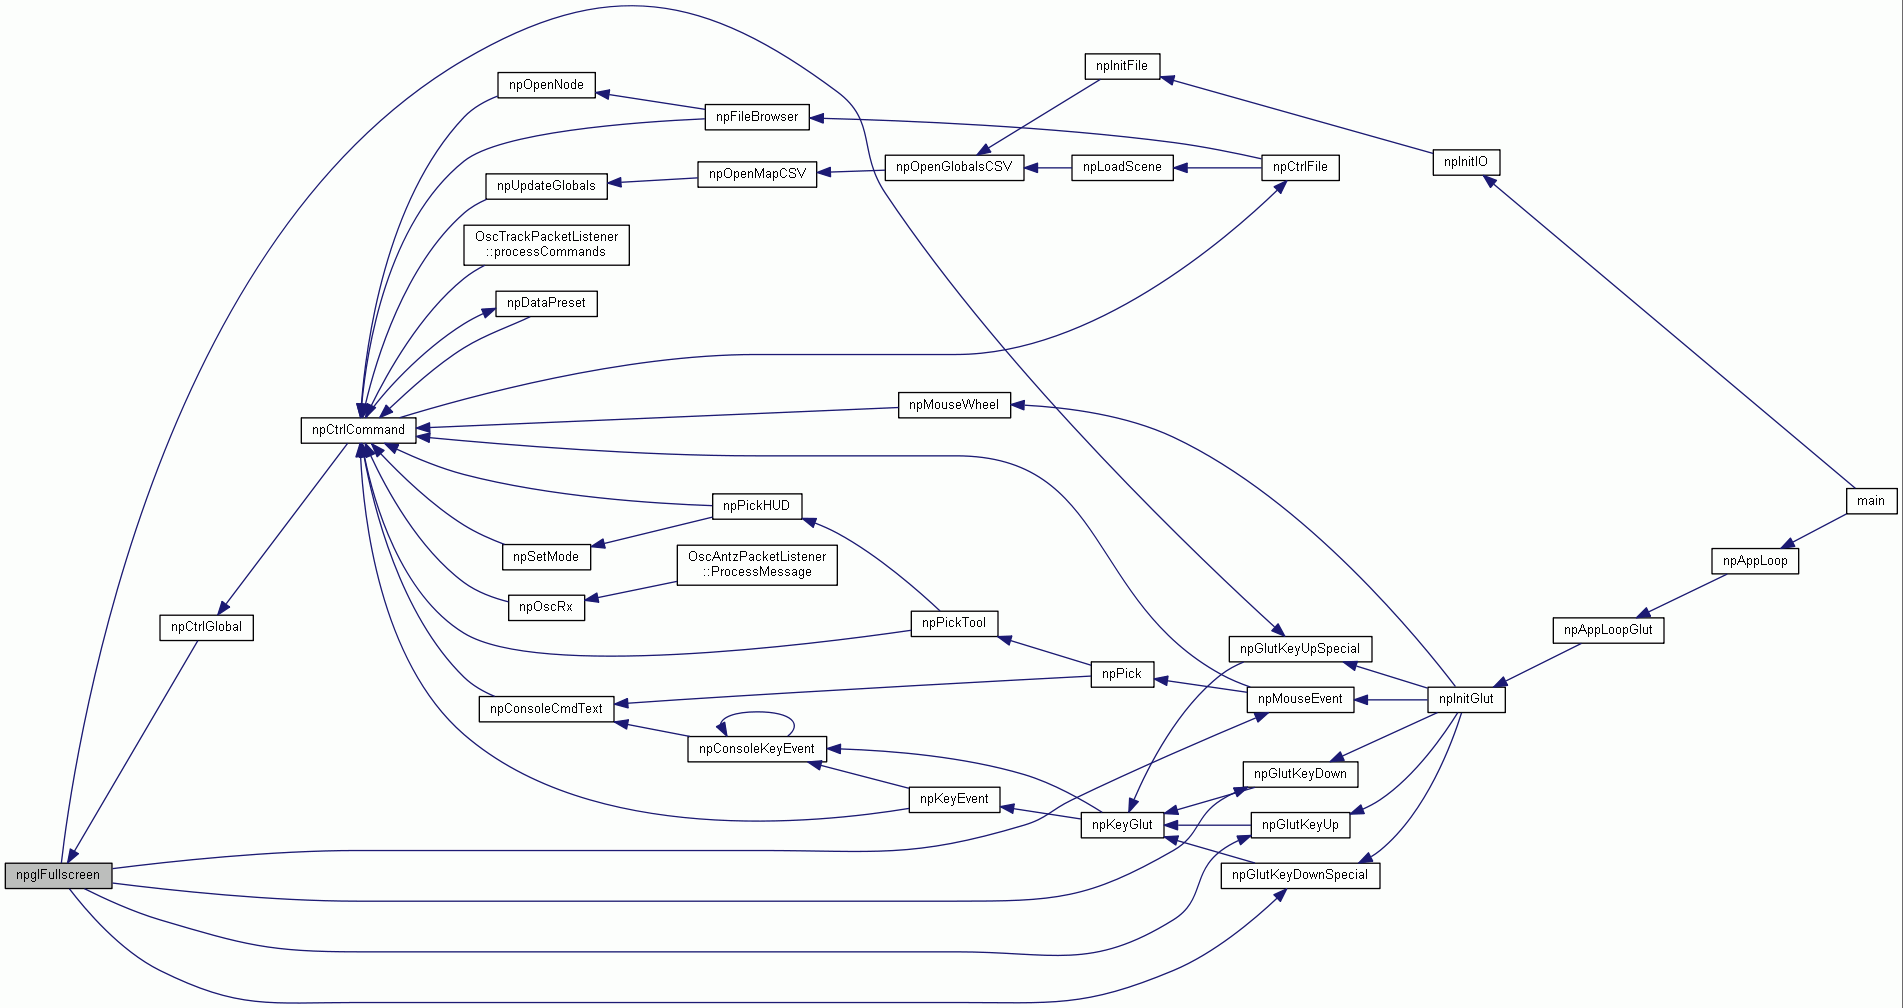 npInitFile
npOpenNode
npFileBrowser
npInitIO
npOpenGlobalsCSV
npLoadScene
npCtrlFile
npOpenMapCSV
npUpdateGlobals
OscTrackPacketListener
::processCommands
npDataPreset
npMouseWheel
npCtrlCommand
main
npPickHUD
npSetMode
OscAntzPacketListener
::ProcessMessage
npAppLoop
npOscRx
npPickTool
npCtrlGlobal
npAppLoopGlut
npGlutKeyUpSpecial
npPick
npMouseEvent
npInitGlut
npConsoleCmdText
npConsoleKeyEvent
npGlutKeyDown
npKeyEvent
npKeyGlut
npGlutKeyUp
npglFullscreen
npGlutKeyDownSpecial